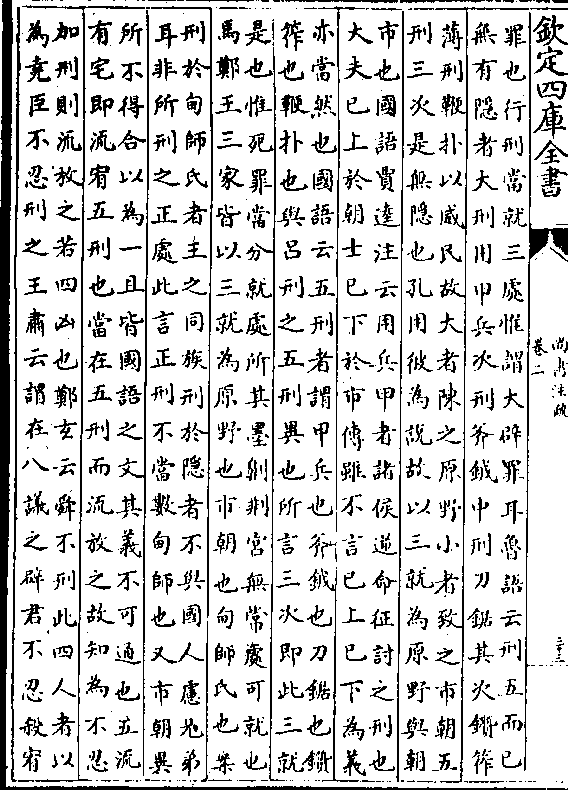 欽定四庫全書
尚書注疏
卷二
三十三
罪也行刑當就三處惟謂大辟罪耳魯語云刑五而已
無有隱者大刑用甲兵次刑斧鉞中刑刀鋸其次鑽笮
薄刑鞭扑以威民故大者陳之原野小者致之市朝五
刑三次是無隱也孔用彼為說故以三就為原野與朝
市也國語賈逵注云用兵甲者諸侯逆命征討之刑也
大夫已上於朝士已下於市傳雖不言已上已下為義
亦當然也國語云五刑者謂甲兵也斧鉞也刀鋸也鑽
笮也鞭扑也與呂刑之五刑異也所言三次即此三就
是也惟死罪當分就處所其墨劓剕宮無常處可就也
馬鄭王三家皆以三就為原野也市朝也甸師氏也案
刑於甸師氏者王之同族刑於隱者不與國人慮兄弟
耳非所刑之正處此言正刑不當數甸師也又市朝異
所不得合以為一且皆國語之文其義不可通也五流
有宅即流宥五刑也當在五刑而流放之故知為不忍
加刑則流放之若四凶也鄭玄云舜不刑此四人者以
為堯臣不忍刑之王肅云謂在八議之辟君不忍殺宥